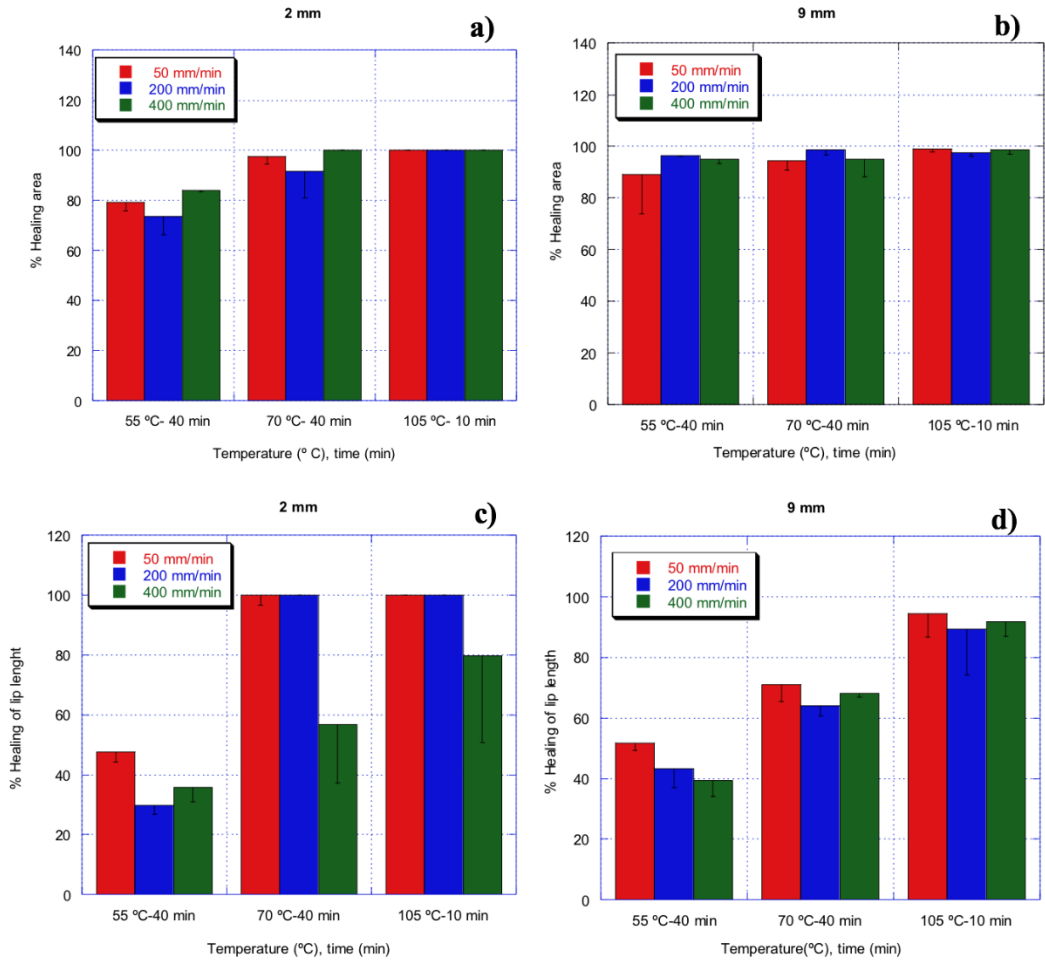 2 mm
a)
140
120
100
80
60
40
20
0
% Healing area
50 mm/min
200 mm/min
400 mm/min
55 ºC- 40 min
70 ºC- 40 min
105 ºC- 10 min
Temperature (º C), time (min)
9 mm
b)
140
120
100
80
60
40
20
0
% Healing area
50 mm/min
200 mm/min
400 mm/min
55 ºC-40 min
70 ºC-40 min
105 ºC-10 min
Temperature (ºC), time (min)
2 mm
c)
120
100
80
60
40
20
0
% Healing of lip lenght
50 mm/min
200 mm/min
400 mm/min
55 ºC-40 min
70 ºC-40 min
105 ºC-10 min
Temperature (ºC), time (min)
9 mm
d)
120
100
80
60
40
20
0
% Healing of lip length
50 mm/min
200 mm/min
400 mm/min
55 ºC-40 min
70 ºC-40 min
105 ºC-10 min
Temperature(ºC), time (min)